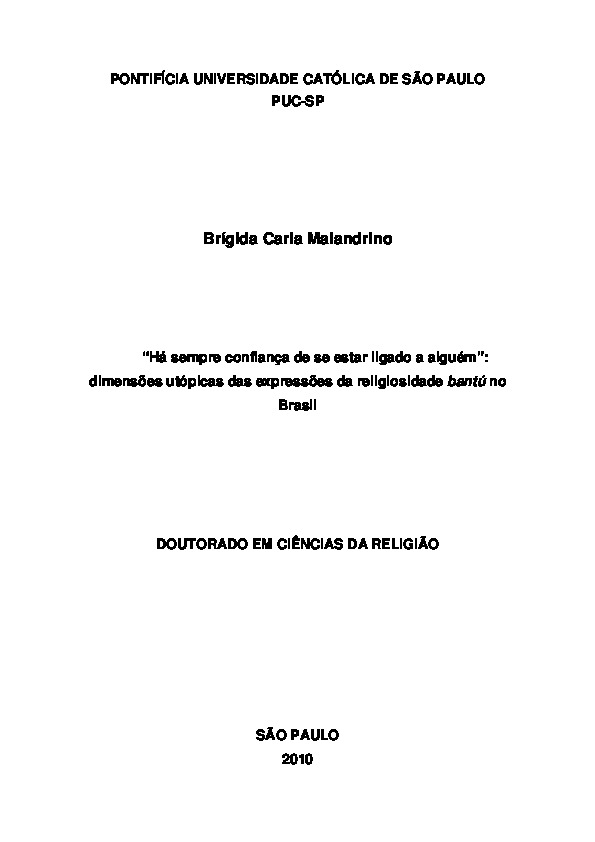 PONTIFÍCIA UNIVERSIDADE CATÓLICA DE SÃO PAULO
PUC-SP
Brígida Carla Malandrino
“Há sempre confiança de se estar ligado a alguém”:
dimensões utópicas das expressões da religiosidade bantú no
Brasil
DOUTORADO EM CIÊNCIAS DA RELIGIÃO
SÃO PAULO
2010